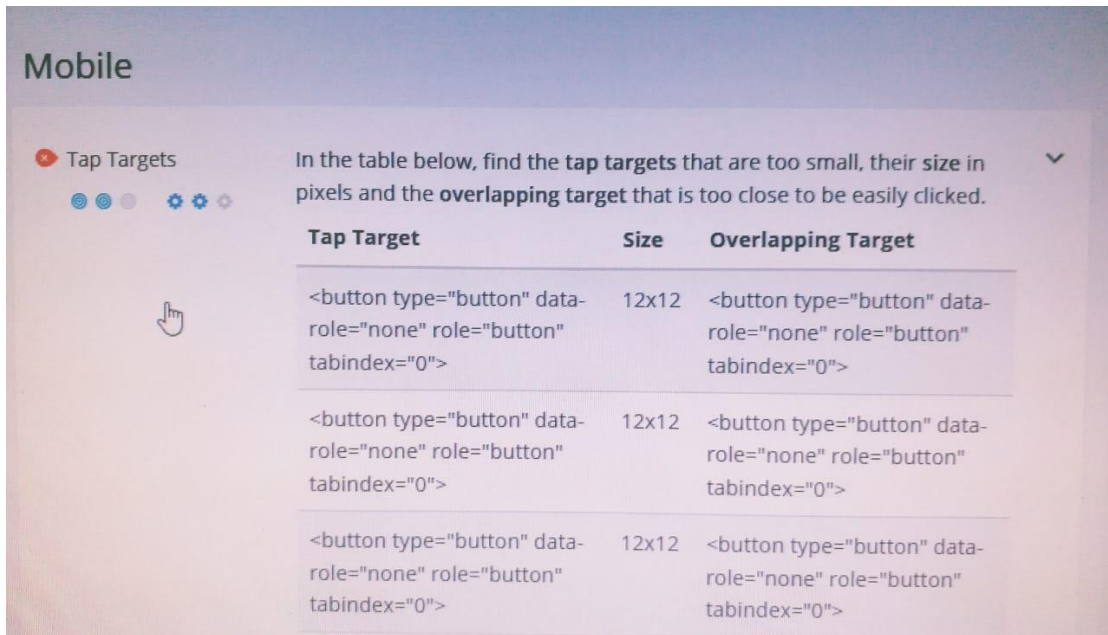 Mobile
Tap Targets
In the table below, find the tap targets that are too small, their size in
pixels and the overlapping target that is too close to be easily clicked.
Tap Target Size Overlapping Target
<button type="button" data- 12x12 <button type="button" data-
role="none" role="button" role="none" role="button"
tabindex="0"> tabindex="0">
<button type="button" data- 12x12 <button type="button" data-
role="none" role="button" role="none" role="button"
tabindex="0"> tabindex="0">
<button type="button" data- 12x12 <button type="button" data-
role="none" role="button" role="none" role="button"
tabindex="0"> tabindex="0">